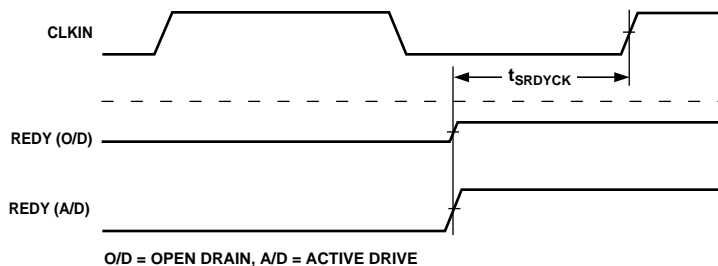 CLKIN
tSRDYCK
REDY (O/D)
REDY (A/D)
O/D = OPEN DRAIN, A/D = ACTIVE DRIVE